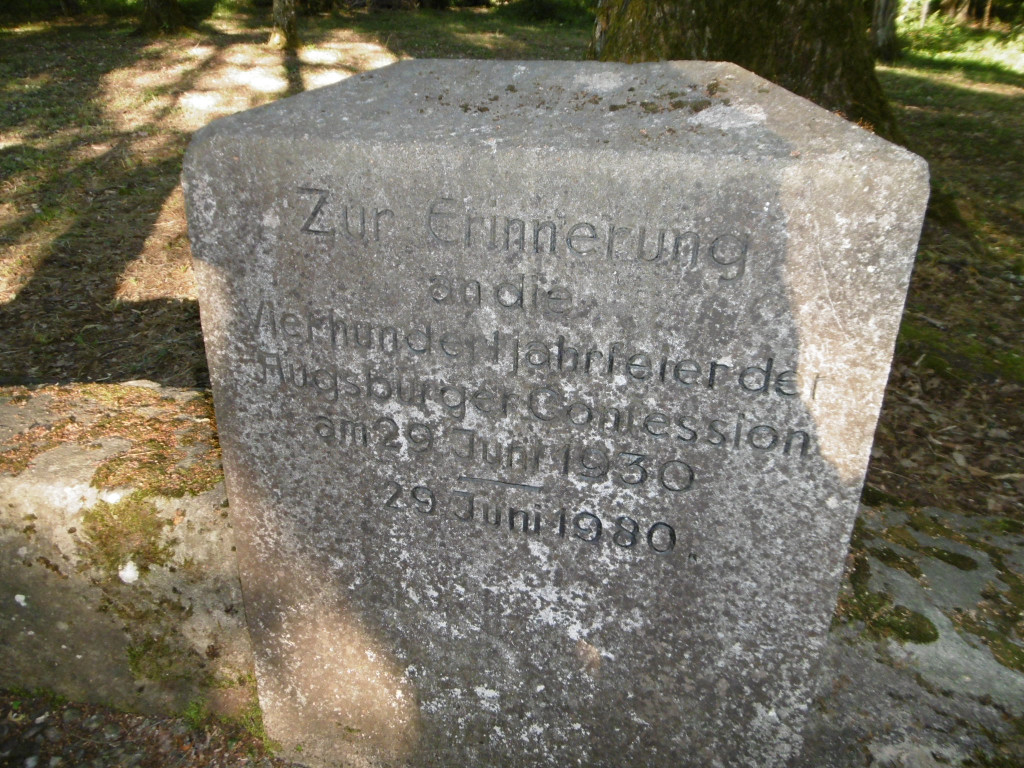 Zur Erinnerung
an die
Vierhundertjahrfeier der
Augsburger Confession
am 29. Juni 1930
29 Juni 1980.